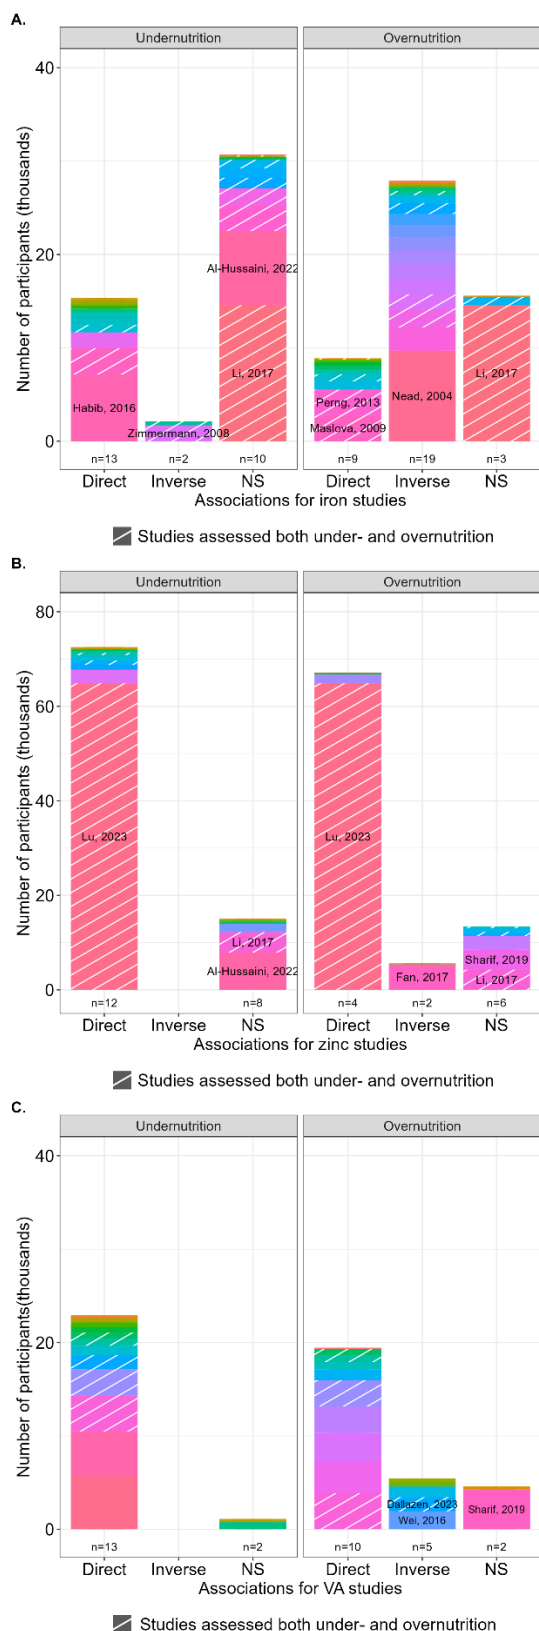 A.
Undernutrition Overnutrition
Number of participants (thousands)
40
20
0
Al-Hussaini, 2022
Li, 2017
Habib, 2016
Zimmermann, 2008
Perng, 2013
Maslova, 2009
Nead, 2004
Li, 2017
n=13 n=2 n=10 n=9 n=19 n=3
Direct Inverse NS Direct Inverse NS
Associations for iron studies
Studies assessed both under- and overnutrition
B.
Undernutrition Overnutrition
Number of participants (thousands)
80
60
40
20
0
Lu, 2023
Li, 2017
Al-Hussaini, 2022
Lu, 2023
Fan, 2017
Sharif, 2019
Li, 2017
n=12 n=8 n=4 n=2 n=6
Direct Inverse NS Direct Inverse NS
Associations for zinc studies
Studies assessed both under- and overnutrition
C.
Undernutrition Overnutrition
Number of participants(thousands)
40
20
0
Dallazen, 2023
Wei, 2016
Sharif, 2019
n=13 n=2 n=10 n=5 n=2
Direct Inverse NS Direct Inverse NS
Associations for VA studies
Studies assessed both under- and overnutrition